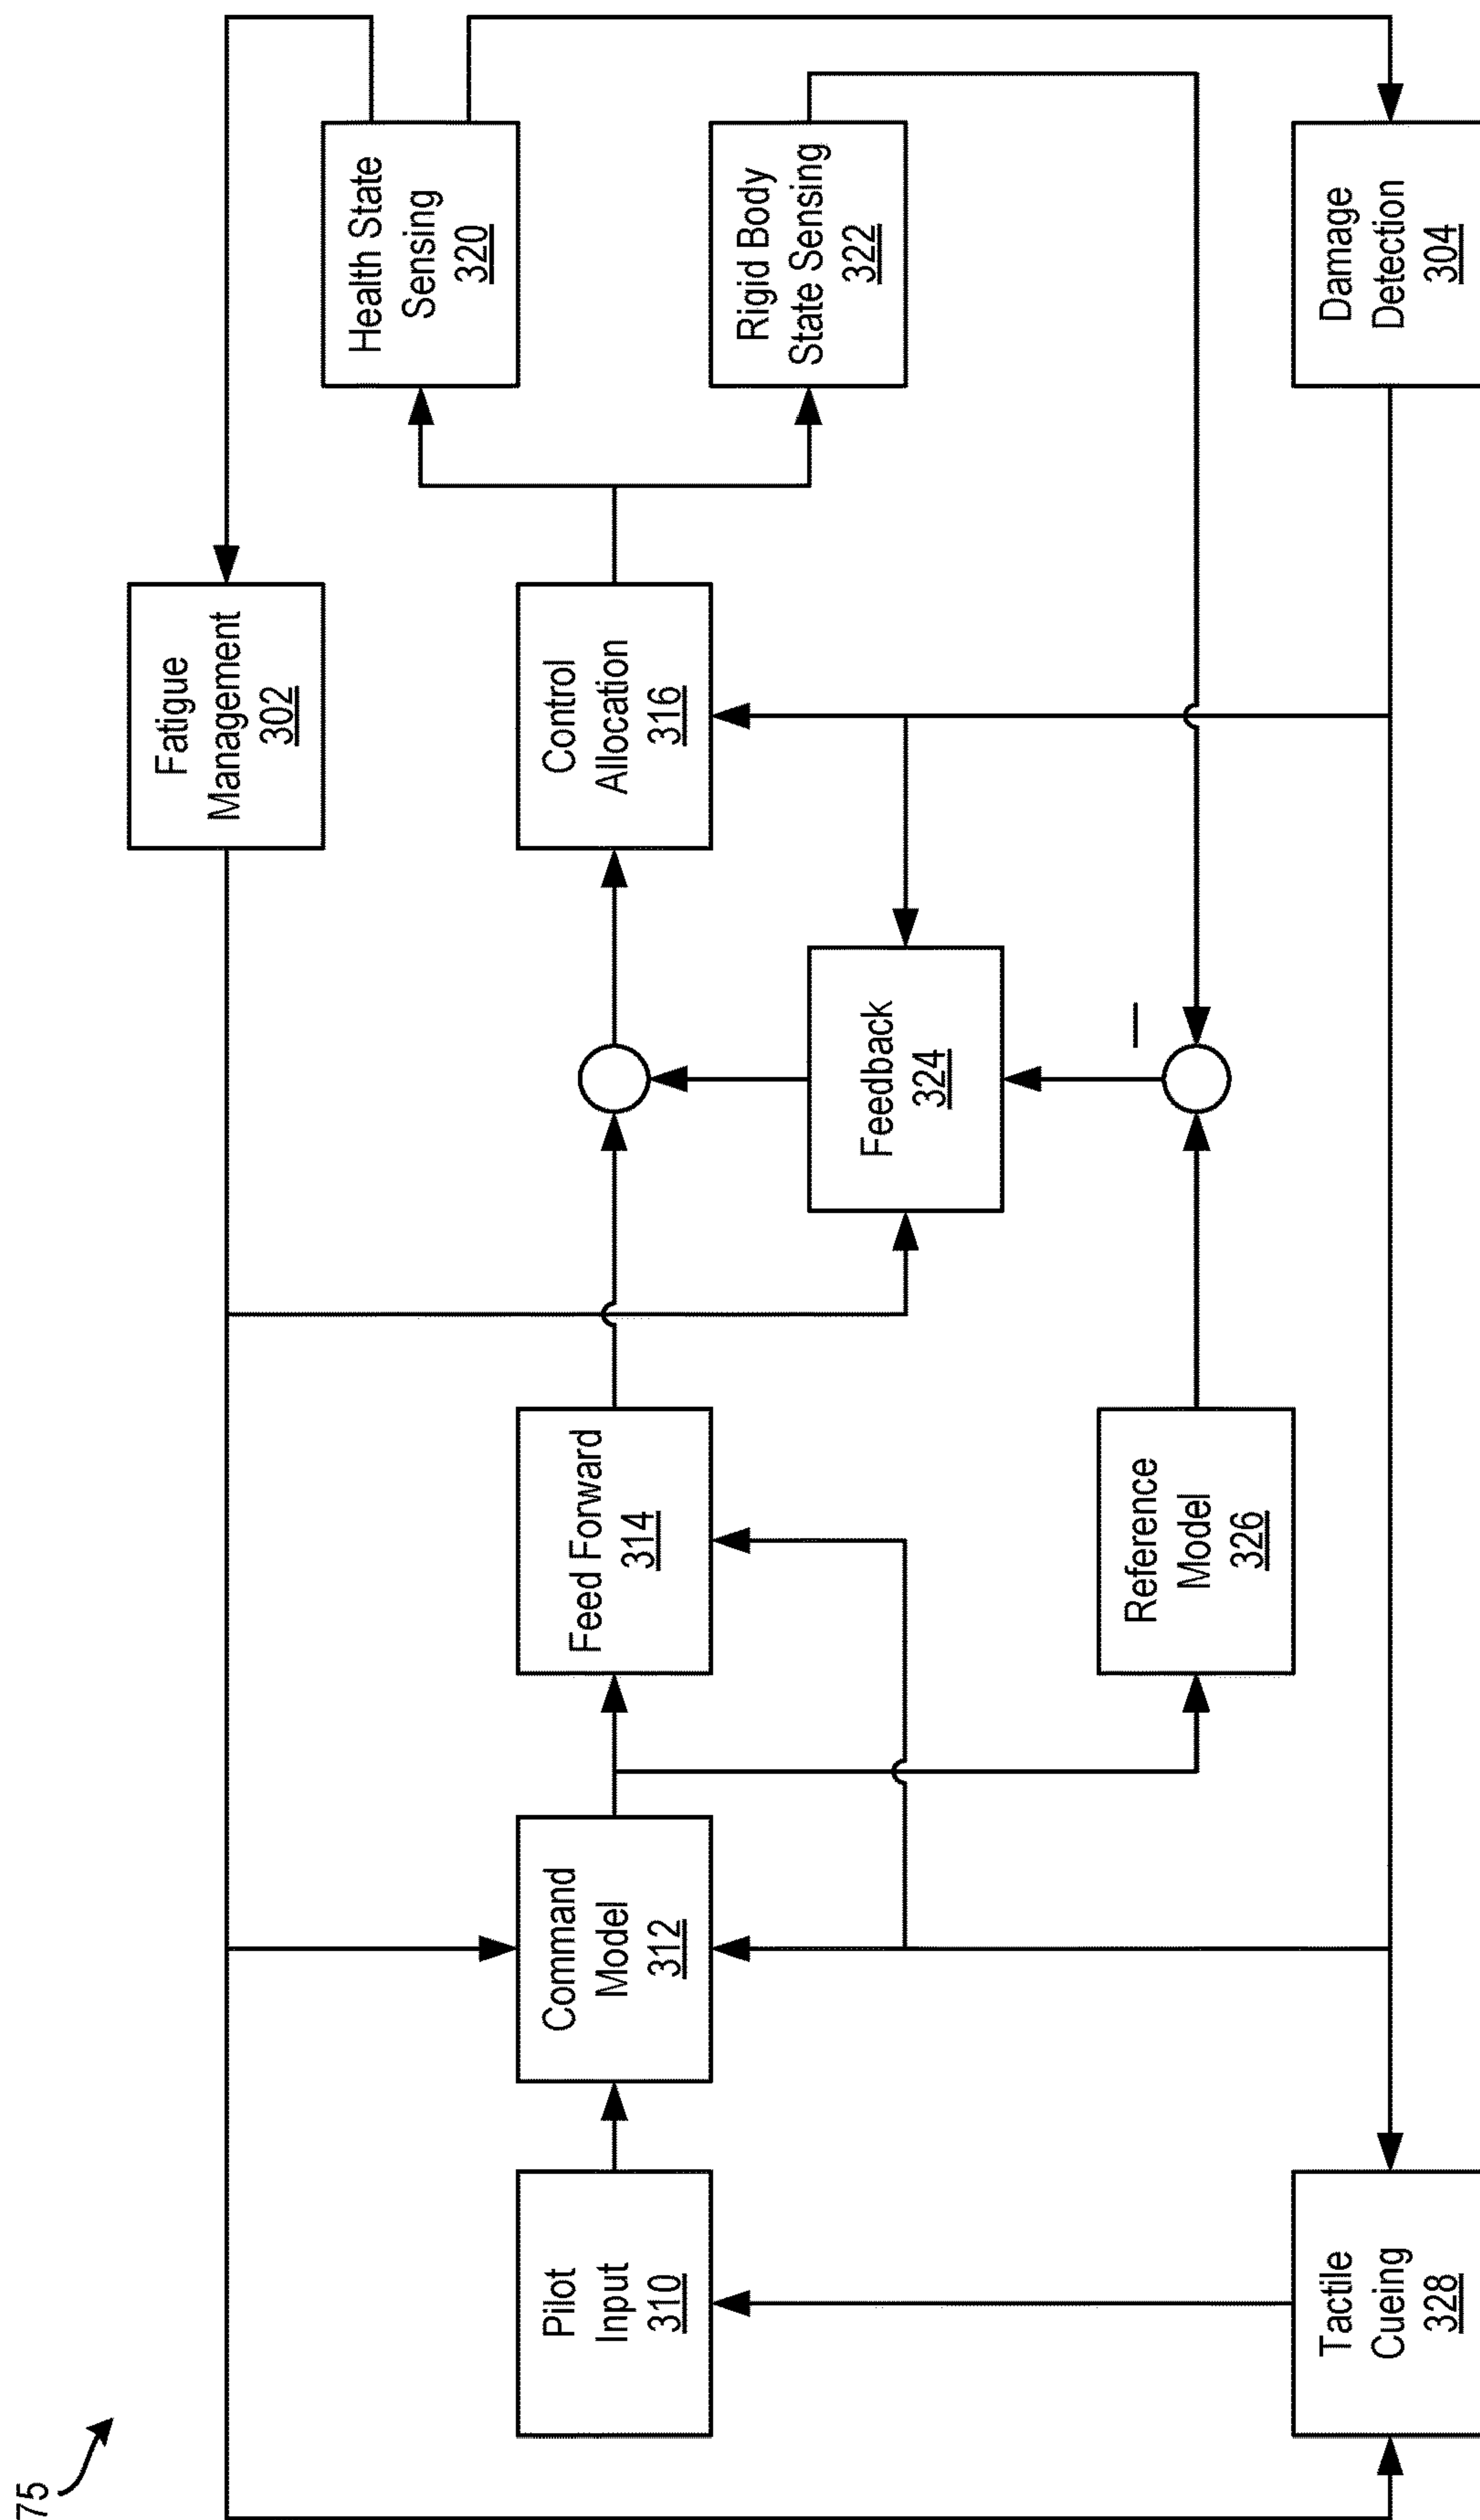 75
Fatigue
Management
302
Health State
Sensing
320
Pilot
Input
310
Command
Model
312
Feed Forward
314
Control
Allocation
316
Rigid Body
State Sensing
322
Feedback
324
Reference
Model
326
Tactile
Cueing
328
Damage
Detection
304